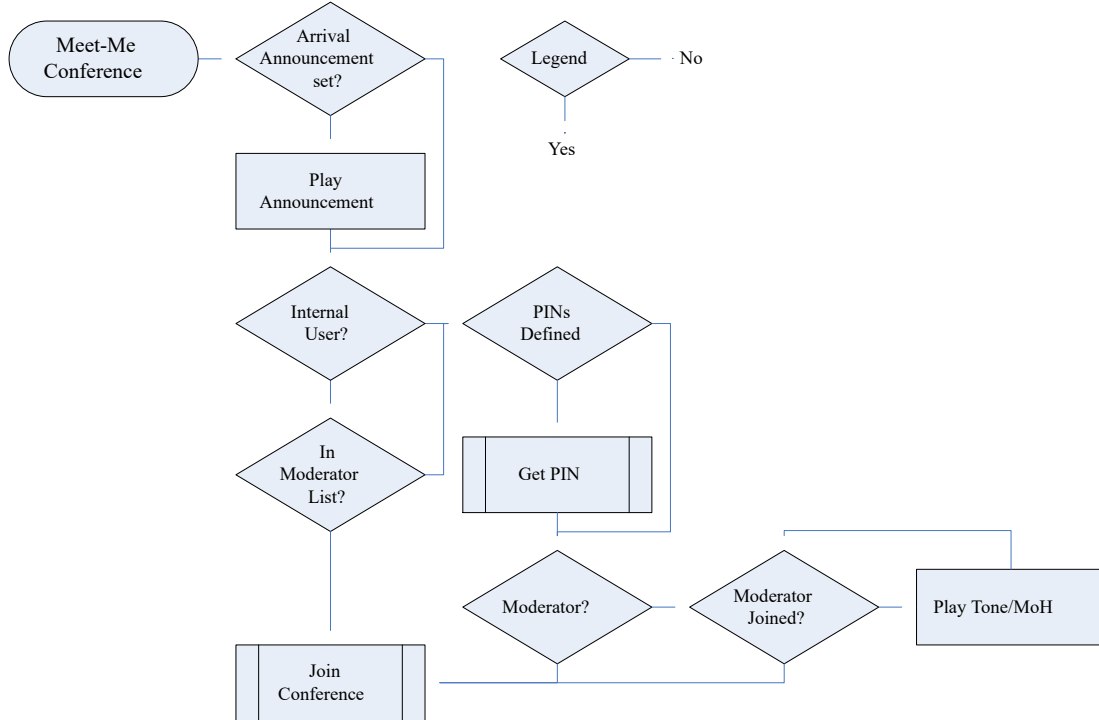 Meet-Me
Conference
Arrival
Announcement
set?
Legend
No
Yes
Play
Announcement
Internal
User?
PINs
Defined
In
Moderator
List?
Get PIN
Moderator?
Moderator
Joined?
Play Tone/MoH
Join
Conference